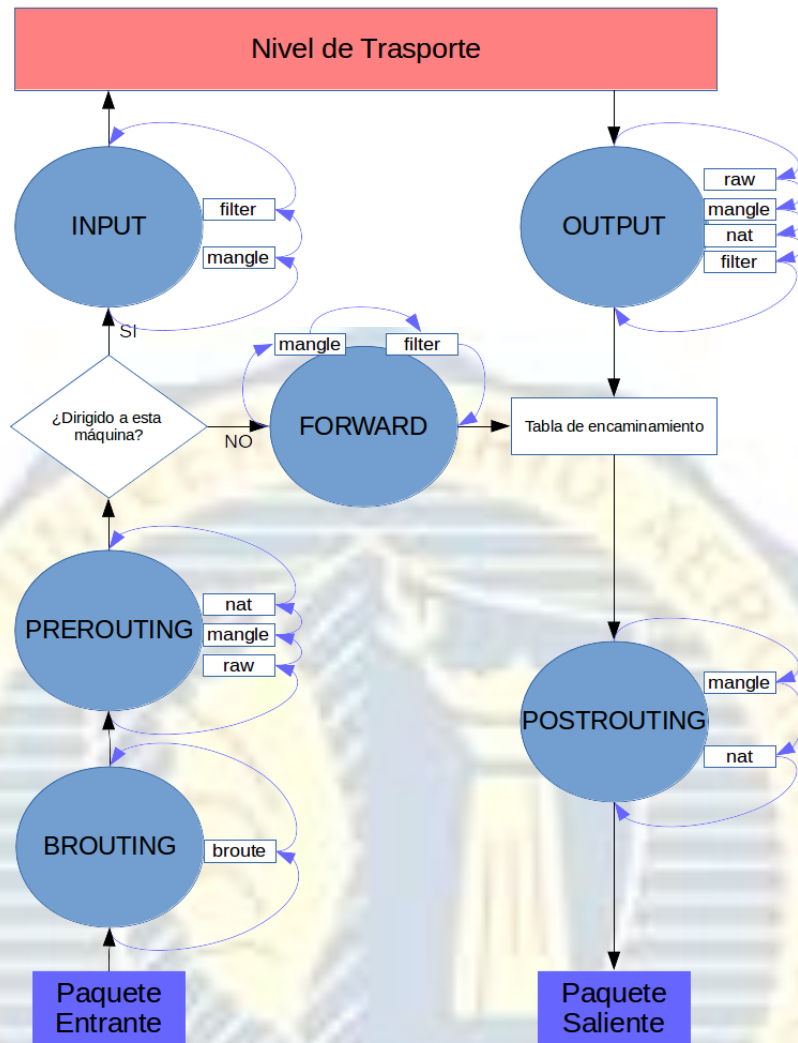 Nivel de Trasporte
filter
INPUT
mangle
raw
mangle
OUTPUT
nat
filter
SI
mangle
filter
¿Dirigido a esta
máquina?
NO
FORWARD
Tabla de encaminamiento
nat
PREROUTING
mangle
raw
mangle
POSTROUTING
nat
BROUTING
broute
Paquete
Entrante
Paquete
Saliente